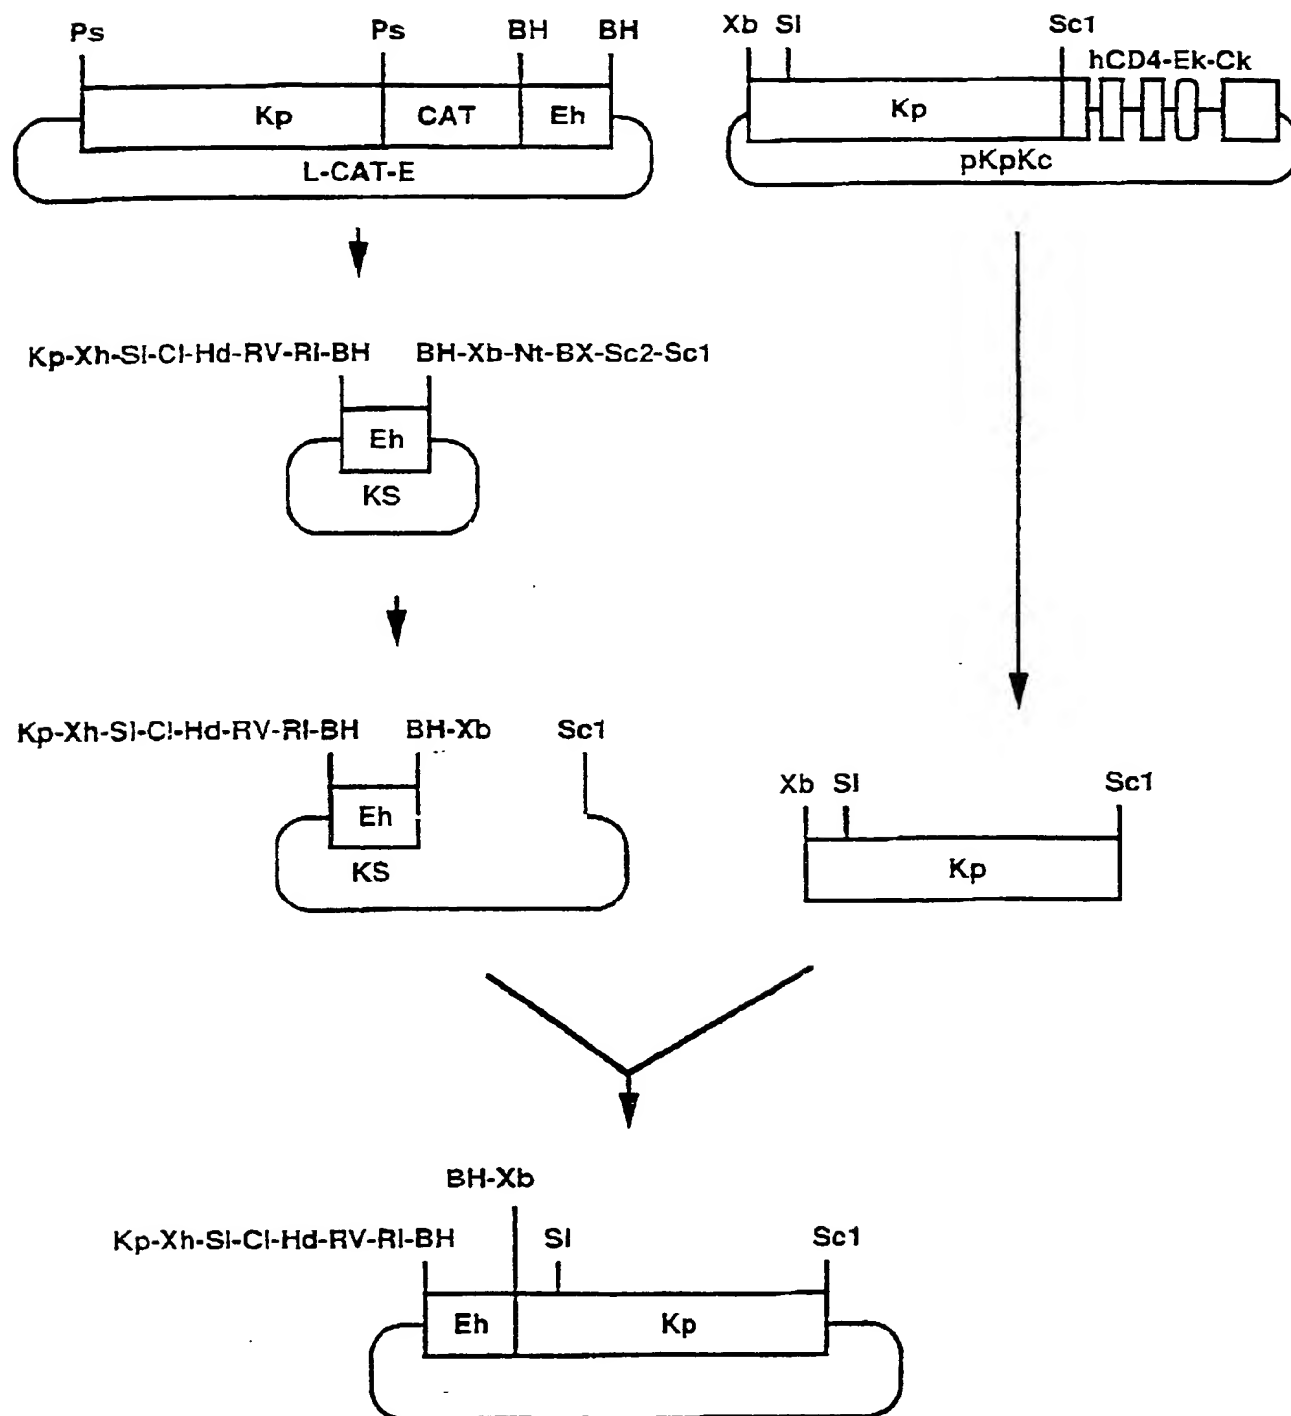 Ps Ps BH BH
Kp CAT Eh
L-CAT-E
Xb Sl Sc1
hCD4-Ek-Ck
Kp
pKpKc
Kp-Xh-Sl-Cl-Hd-RV-RI-BH BH-Xb-Nt-BX-Sc2-Sc1
Eh
KS
Kp-Xh-Sl-Cl-Hd-RV-RI-BH BH-Xb Sc1
Eh
KS
Xb Sl Sc1
Kp
BH-Xb
Kp-Xh-Sl-Cl-Hd-RV-RI-BH Sl Sc1
Eh Kp